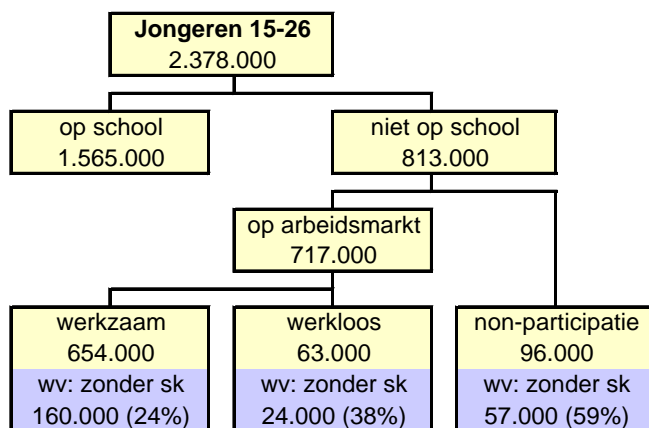 Jongeren 15-26
2.378.000
op school
1.565.000
niet op school
813.000
op arbeidsmarkt
717.000
werkzaam
654.000
wv: zonder sk
160.000 (24%)
werkloos
63.000
wv: zonder sk
24.000 (38%)
non-participatie
96.000
wv: zonder sk
57.000 (59%)